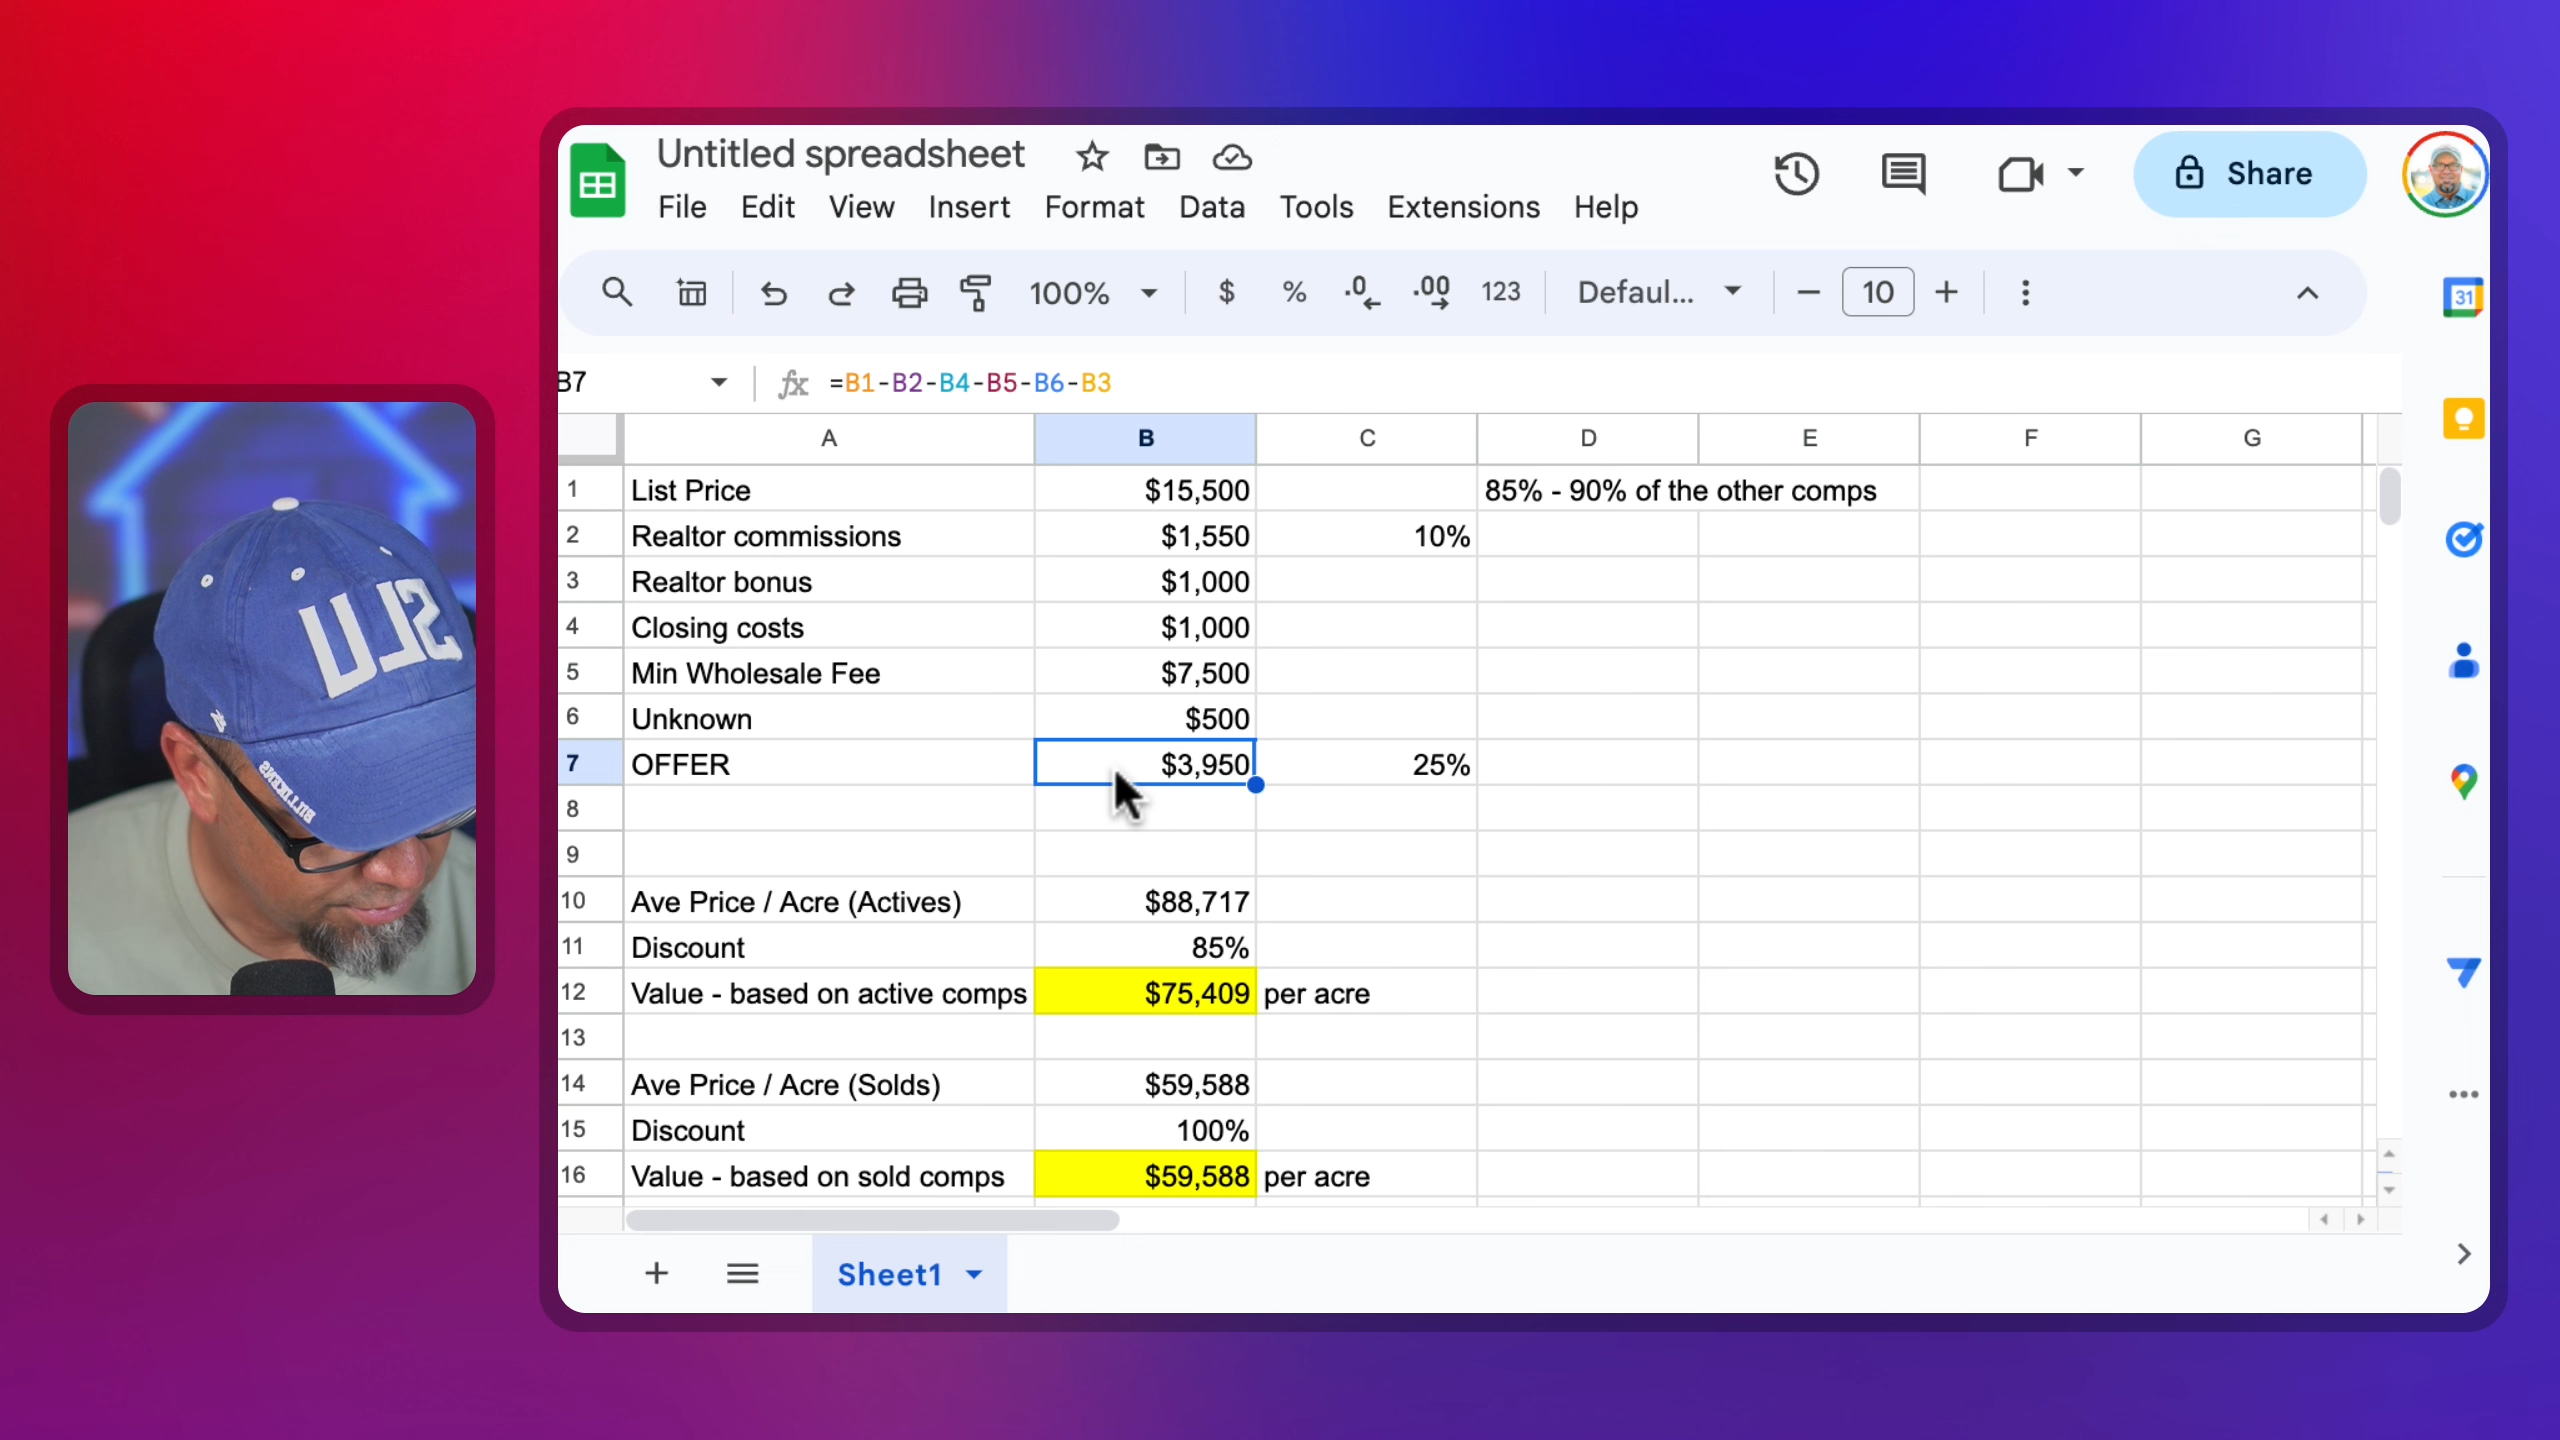 Untitled spreadsheet
File Edit View Insert Format Data Tools Extensions Help
Share
100% $ % .0 .00 123 Defaul... 10
31
B7 =B1-B2-B4-B5-B6-B3
A B C D E F G
1 List Price $15,500 85% - 90% of the other comps
2 Realtor commissions $1,550 10%
3 Realtor bonus $1,000
4 Closing costs $1,000
5 Min Wholesale Fee $7,500
6 Unknown $500
7 OFFER $3,950 25%
8
9
10 Ave Price / Acre (Actives) $88,717
11 Discount 85%
12 Value - based on active comps $75,409 per acre
13
14 Ave Price / Acre (Solds) $59,588
15 Discount 100%
16 Value - based on sold comps $59,588 per acre
Sheet1
SLU
BILLIKENS